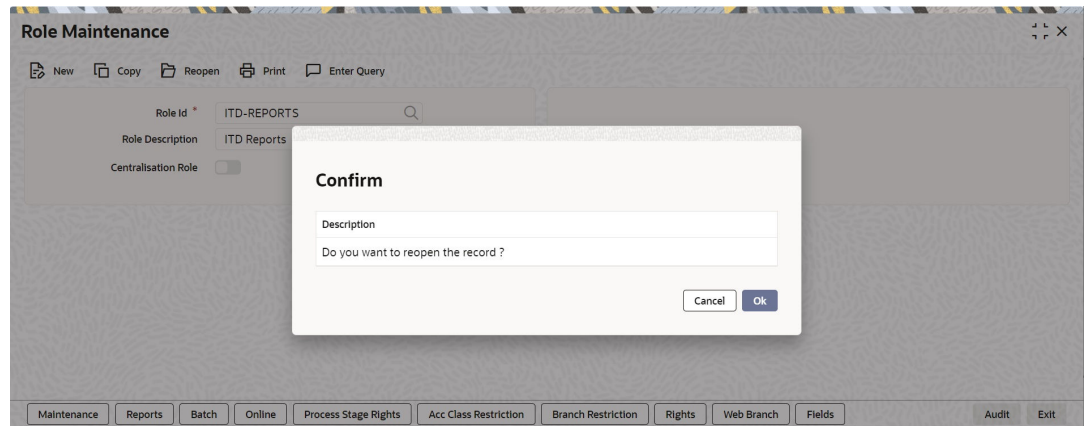 Role Maintenance
New Copy Reopen Print Enter Query
Role Id * ITD-REPORTS
Role Description ITD Reports
Centralisation Role
Confirm
Description
Do you want to reopen the record ?
Cancel Ok
Maintenance Reports Batch Online Process Stage Rights Acc Class Restriction Branch Restriction Rights Web Branch Fields Audit Exit